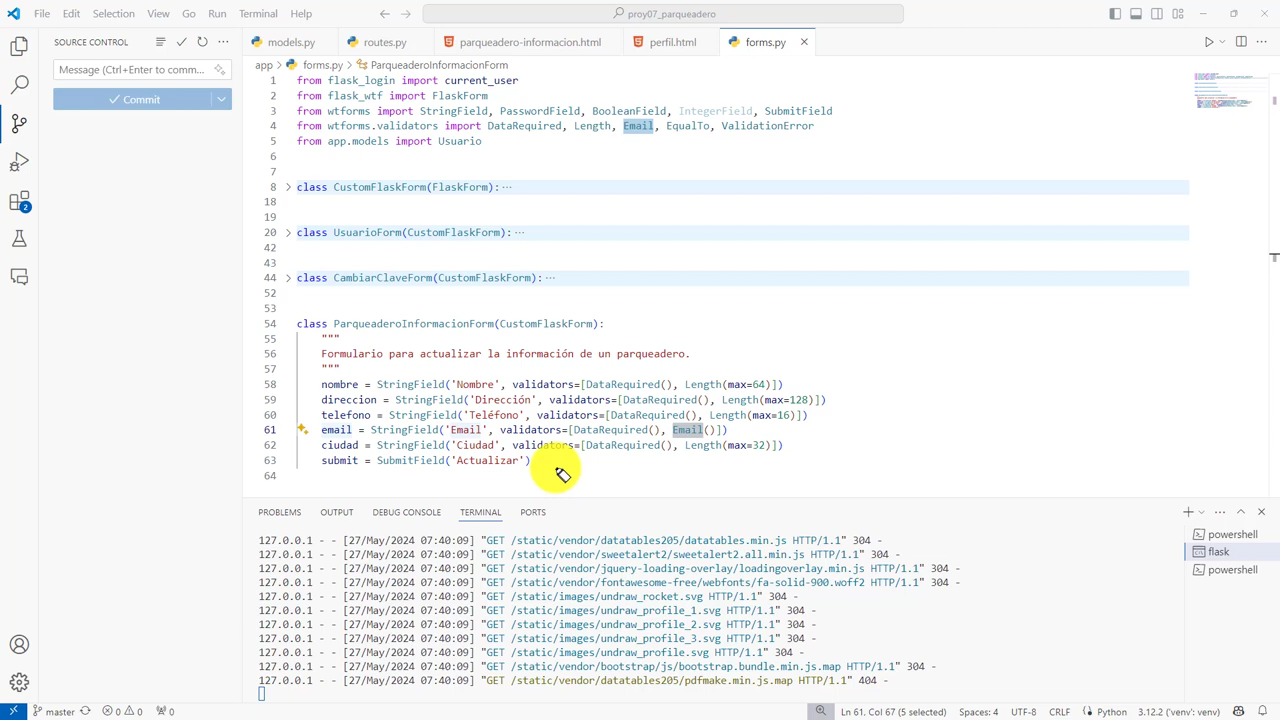 File Edit Selection View Go Run Terminal Help
proy07_parqueadero
SOURCE CONTROL
Message (Ctrl+Enter to comm...
Commit
2
models.py
routes.py
parqueadero-informacion.html
perfil.html
forms.py
app > forms.py > ParqueaderoInformacionForm
1 from flask_login import current_user
2 from flask_wtf import FlaskForm
3 from wtforms import StringField, PasswordField, BooleanField, IntegerField, SubmitField
4 from wtforms.validators import DataRequired, Length, Email, EqualTo, ValidationError
5 from app.models import Usuario
6
7
8 class CustomFlaskForm(FlaskForm): ...
18
19
20 class UsuarioForm(CustomFlaskForm): ...
42
43
44 class CambiarClaveForm(CustomFlaskForm): ...
52
53
54 class ParqueaderoInformacionForm(CustomFlaskForm):
55 """
56 Formulario para actualizar la información de un parqueadero.
57 """
58 nombre = StringField('Nombre', validators=[DataRequired(), Length(max=64)])
59 direccion = StringField('Dirección', validators=[DataRequired(), Length(max=128)])
60 telefono = StringField('Teléfono', validators=[DataRequired(), Length(max=16)])
61 email = StringField('Email', validators=[DataRequired(), Email()])
62 ciudad = StringField('Ciudad', validators=[DataRequired(), Length(max=32)])
63 submit = SubmitField('Actualizar')
64
PROBLEMS OUTPUT DEBUG CONSOLE TERMINAL PORTS
127.0.0.1 - - [27/May/2024 07:40:09] "GET /static/vendor/datatables205/datatables.min.js HTTP/1.1" 304 -
127.0.0.1 - - [27/May/2024 07:40:09] "GET /static/vendor/sweetalert2/sweetalert2.all.min.js HTTP/1.1" 304 -
127.0.0.1 - - [27/May/2024 07:40:09] "GET /static/vendor/jquery-loading-overlay/loadingoverlay.min.js HTTP/1.1" 304 -
127.0.0.1 - - [27/May/2024 07:40:09] "GET /static/vendor/fontawesome-free/webfonts/fa-solid-900.woff2 HTTP/1.1" 304 -
127.0.0.1 - - [27/May/2024 07:40:09] "GET /static/images/undraw_rocket.svg HTTP/1.1" 304 -
127.0.0.1 - - [27/May/2024 07:40:09] "GET /static/images/undraw_profile_1.svg HTTP/1.1" 304 -
127.0.0.1 - - [27/May/2024 07:40:09] "GET /static/images/undraw_profile_2.svg HTTP/1.1" 304 -
127.0.0.1 - - [27/May/2024 07:40:09] "GET /static/images/undraw_profile_3.svg HTTP/1.1" 304 -
127.0.0.1 - - [27/May/2024 07:40:09] "GET /static/images/undraw_profile.svg HTTP/1.1" 304 -
127.0.0.1 - - [27/May/2024 07:40:09] "GET /static/vendor/bootstrap/js/bootstrap.bundle.min.js.map HTTP/1.1" 304 -
127.0.0.1 - - [27/May/2024 07:40:09] "GET /static/vendor/datatables205/pdfmake.min.js.map HTTP/1.1" 404 -
powershell
flask
powershell
master 0 0 0 Ln 61, Col 67 (5 selected) Spaces: 4 UTF-8 CRLF Python 3.12.2 ('venv': venv)